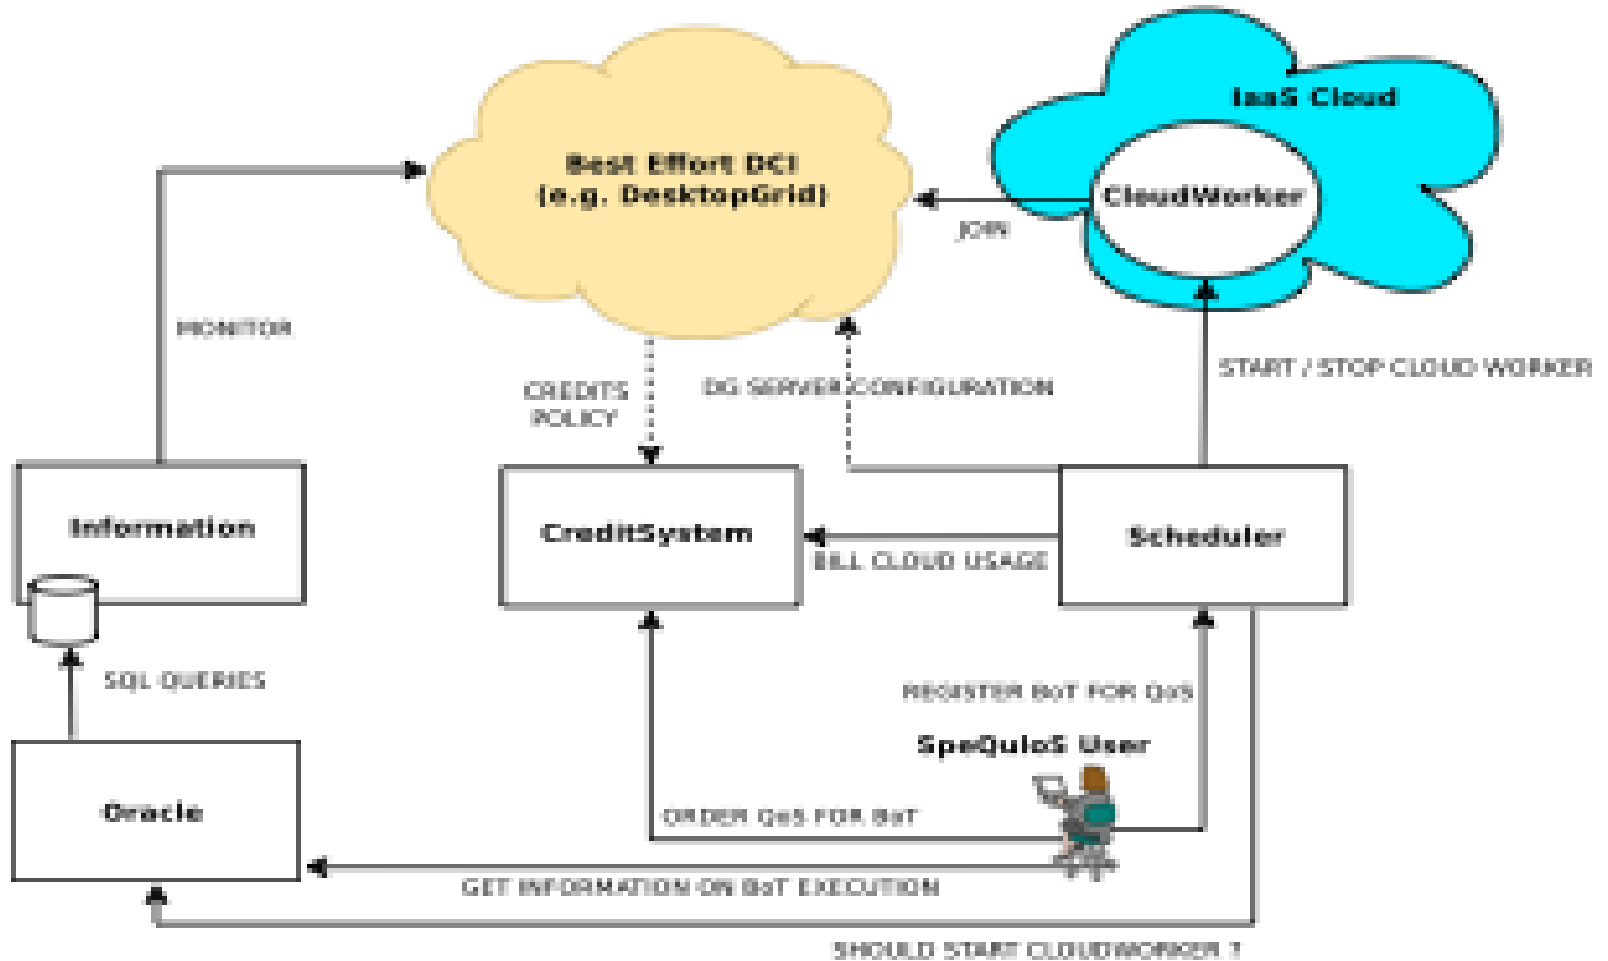 IaaS Cloud
Best Effort DCI
(e.g. DesktopGrid)
CloudWorker
JOIN
MONITOR
START / STOP CLOUD WORKER
CREDITS
POLICY
DG SERVER CONFIGURATION
Information
CreditSystem
Scheduler
BILL CLOUD USAGE
SQL QUERIES
REGISTER BoT FOR QoS
SpeQuloS User
Oracle
ORDER QoS FOR BoT
GET INFORMATION ON BoT EXECUTION
SHOULD START CLOUDWORKER ?